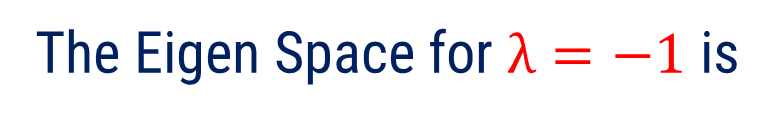 The Eigen Space for λ = −1 is